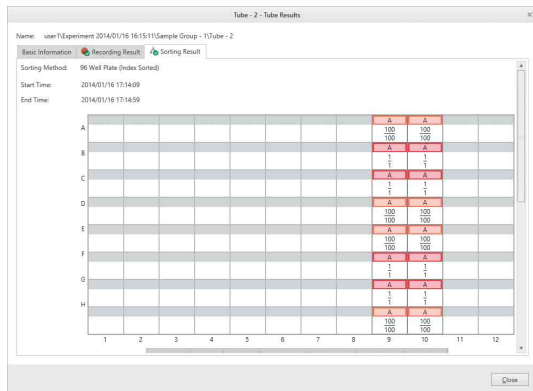 Tube - 2 - Tube Results
Name: user1\Experiment 2014/01/16 16:15:11\Sample Group - 1\Tube - 2
Basic Information Recording Result Sorting Result
Sorting Method: 96 Well Plate (Index Sorted)
Start Time: 2014/01/16 17:14:09
End Time: 2014/01/16 17:14:59
A A
A 100 100
100 100
A A
B 1 1
1 1
A A
C 1 1
1 1
A A
D 100 100
100 100
A A
E 100 100
100 100
A A
F 1 1
1 1
A A
G 1 1
1 1
A A
H 100 100
100 100
1 2 3 4 5 6 7 8 9 10 11 12
Close